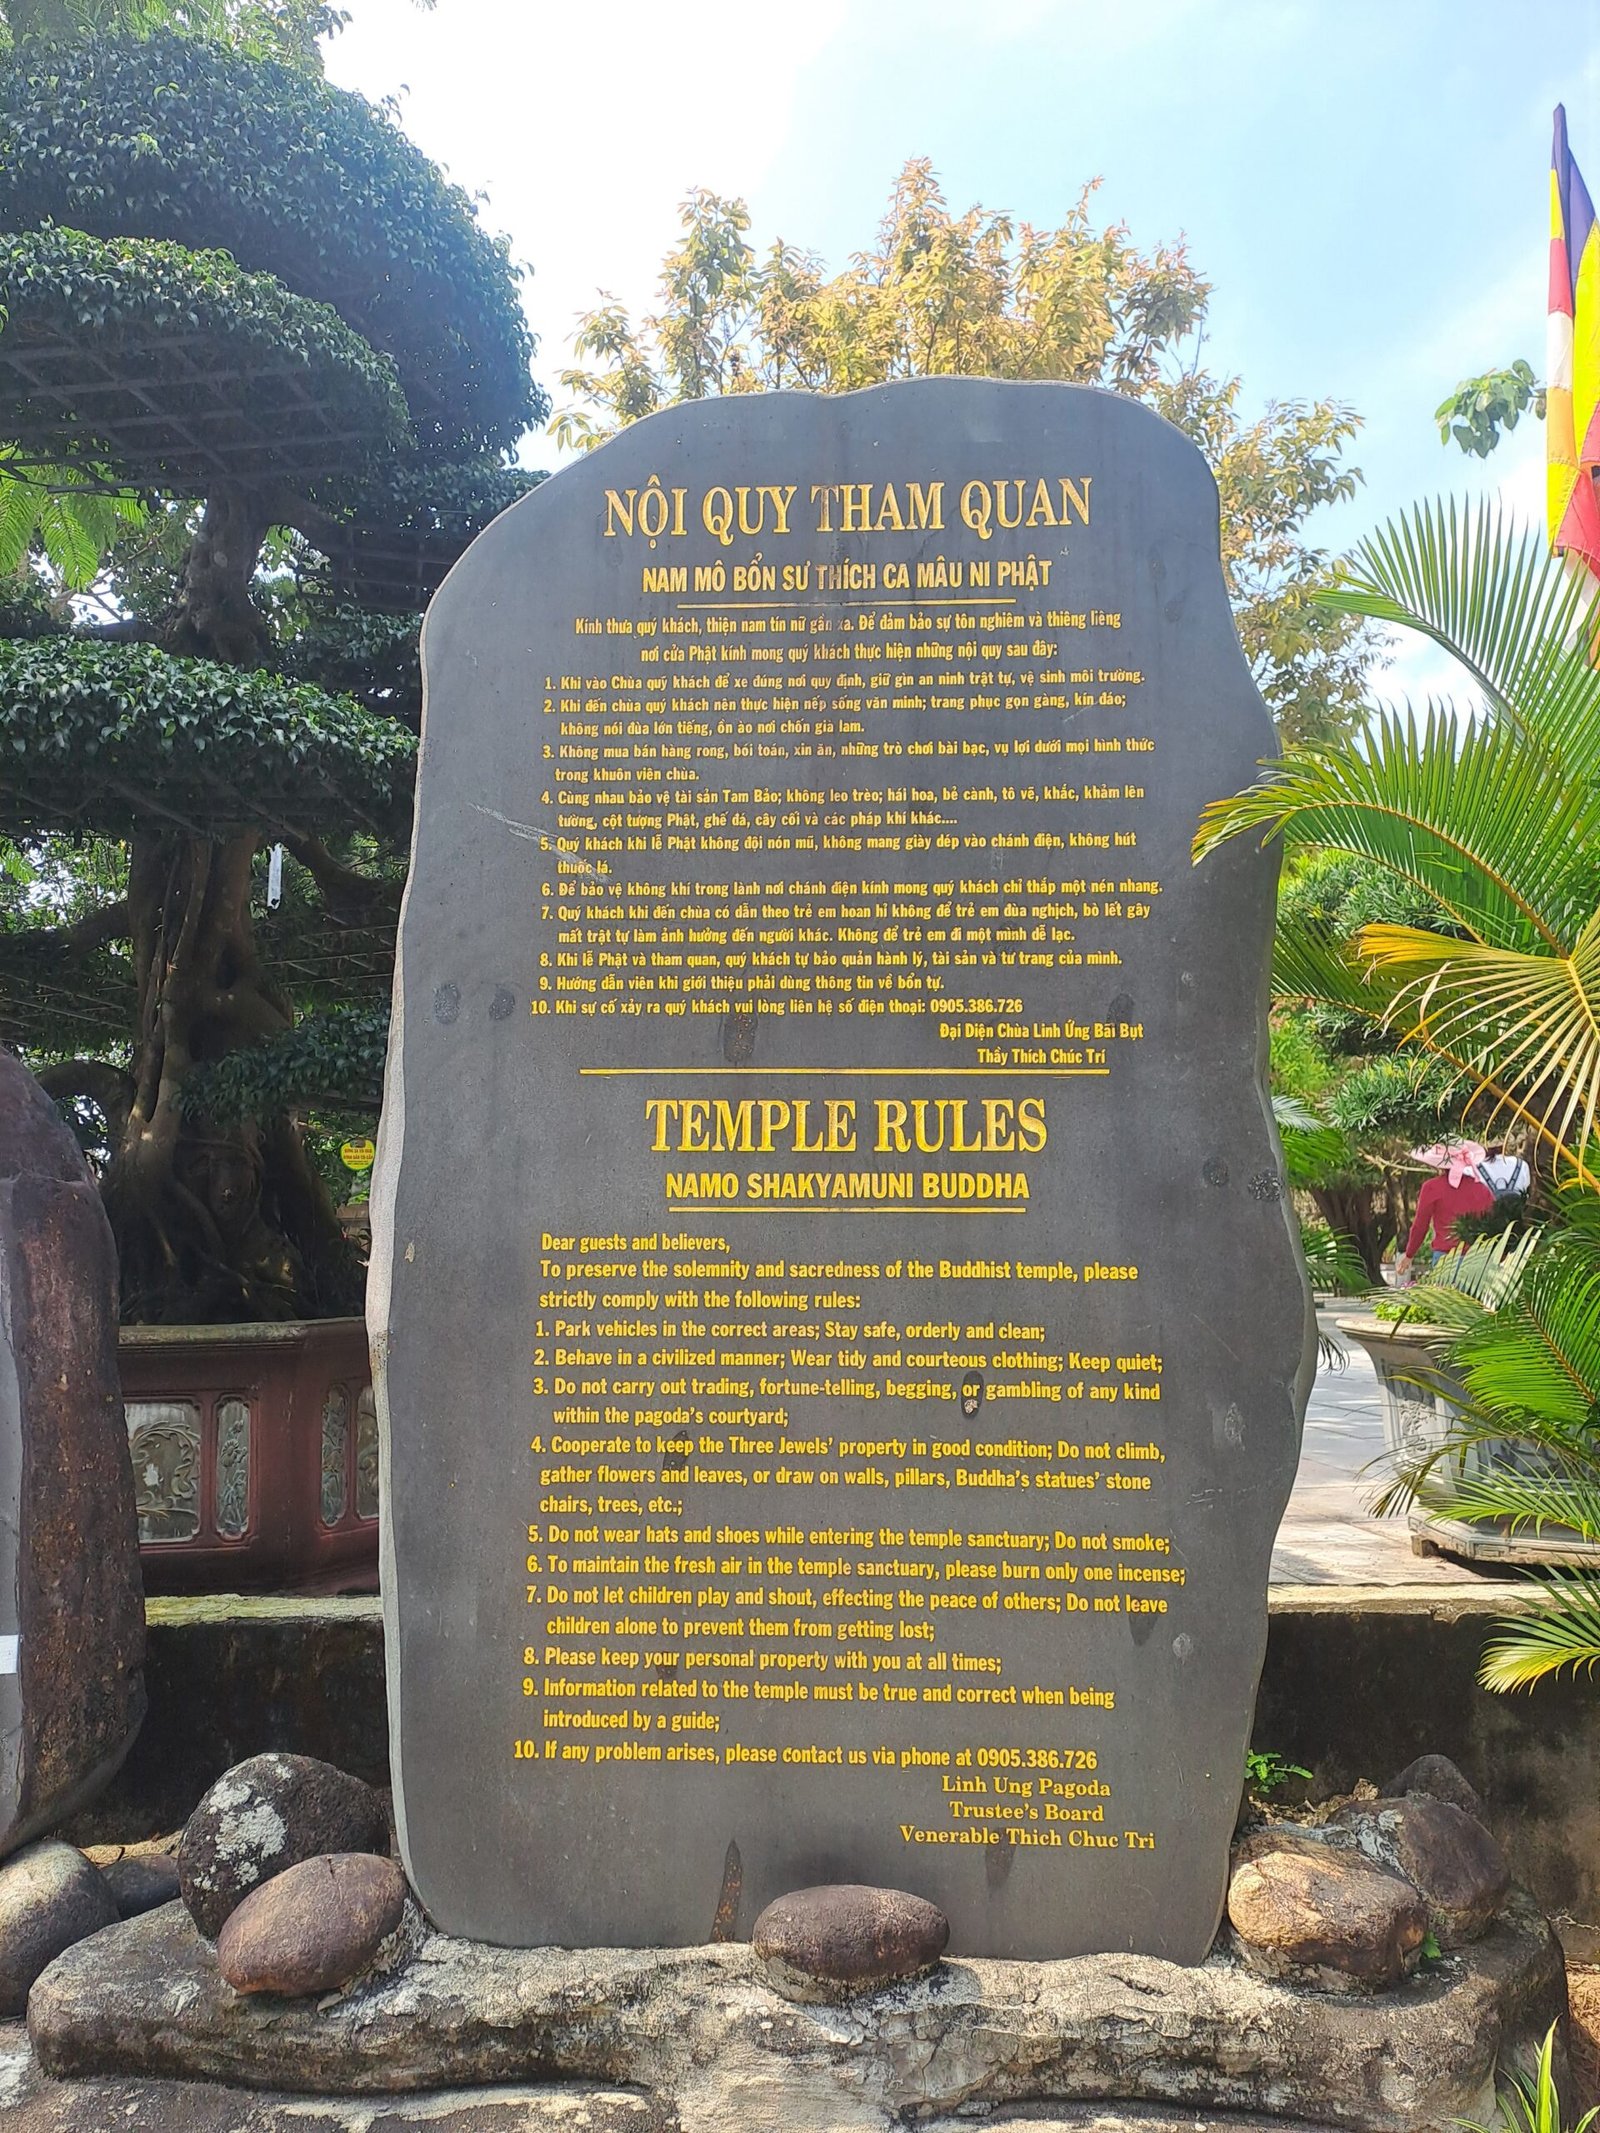 NỘI QUY THAM QUAN
NAM MÔ BỔN SƯ THÍCH CA MÂU NI PHẬT
Kính thưa quý khách, thiện nam tín nữ gần xa. Để đảm bảo sự tôn nghiêm và thiêng liêng
nơi cửa Phật kính mong quý khách thực hiện những nội quy sau đây:
1. Khi vào Chùa quý khách để xe đúng nơi quy định, giữ gìn an ninh trật tự, vệ sinh môi trường.
2. Khi đến chùa quý khách nên thực hiện nếp sống văn minh; trang phục gọn gàng, kín đáo;
không nói đùa lớn tiếng, ồn ào nơi chốn già lam.
3. Không mua bán hàng rong, bói toán, xin ăn, những trò chơi bài bạc, vụ lợi dưới mọi hình thức
trong khuôn viên chùa.
4. Cùng nhau bảo vệ tài sản Tam Bảo; không leo trèo; hái hoa, bẻ cành, tô vẽ, khắc, khảm lên
tường, cột tượng Phật, ghế đá, cây cối và các pháp khí khác....
5. Quý khách khi lễ Phật không đội nón mũ, không mang giày dép vào chánh điện, không hút
thuốc lá.
6. Để bảo vệ không khí trong lành nơi chánh điện kính mong quý khách chỉ thắp một nén nhang.
7. Quý khách khi đến chùa có dẫn theo trẻ em hoan hỉ không để trẻ em đùa nghịch, bò lết gây
mất trật tự làm ảnh hưởng đến người khác. Không để trẻ em đi một mình dễ lạc.
8. Khi lễ Phật và tham quan, quý khách tự bảo quản hành lý, tài sản và tư trang của mình.
9. Hướng dẫn viên khi giới thiệu phải dùng thông tin về bổn tự.
10. Khi sự cố xảy ra quý khách vui lòng liên hệ số điện thoại: 0905.386.726
Đại Diện Chùa Linh Ứng Bãi Bụt
Thầy Thích Chúc Trí
TEMPLE RULES
NAMO SHAKYAMUNI BUDDHA
Dear guests and believers,
To preserve the solemnity and sacredness of the Buddhist temple, please
strictly comply with the following rules:
1. Park vehicles in the correct areas; Stay safe, orderly and clean;
2. Behave in a civilized manner; Wear tidy and courteous clothing; Keep quiet;
3. Do not carry out trading, fortune-telling, begging, or gambling of any kind
within the pagoda's courtyard;
4. Cooperate to keep the Three Jewels' property in good condition; Do not climb,
gather flowers and leaves, or draw on walls, pillars, Buddha's statues' stone
chairs, trees, etc.;
5. Do not wear hats and shoes while entering the temple sanctuary; Do not smoke;
6. To maintain the fresh air in the temple sanctuary, please burn only one incense;
7. Do not let children play and shout, effecting the peace of others; Do not leave
children alone to prevent them from getting lost;
8. Please keep your personal property with you at all times;
9. Information related to the temple must be true and correct when being
introduced by a guide;
10. If any problem arises, please contact us via phone at 0905.386.726
Linh Ung Pagoda
Trustee's Board
Venerable Thich Chuc Tri